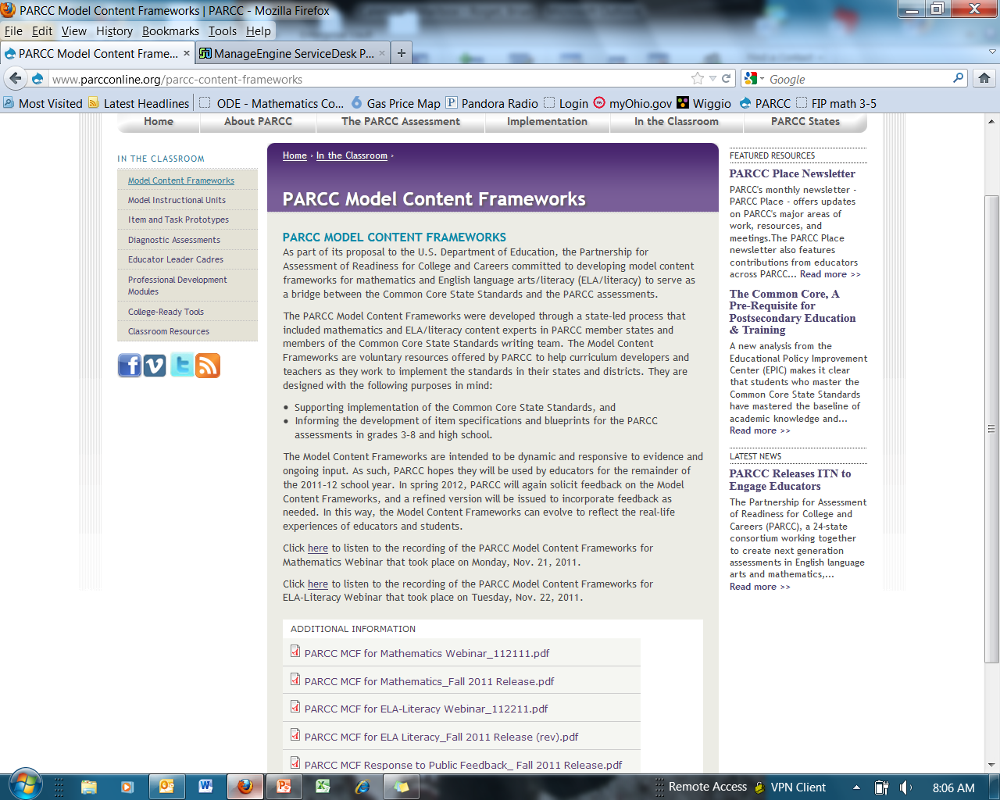 PARCC Model Content Frameworks | PARCC - Mozilla Firefox
File Edit View History Bookmarks Tools Help
PARCC Model Content Frame... × ManageEngine ServiceDesk P... × +
www.parcconline.org/parcc-content-frameworks
Google
Most Visited Latest Headlines ODE - Mathematics Co... Gas Price Map Pandora Radio Login myOhio.gov Wiggio PARCC FIP math 3-5
Home About PARCC The PARCC Assessment Implementation In the Classroom PARCC States
IN THE CLASSROOM
Model Content Frameworks
Model Instructional Units
Item and Task Prototypes
Diagnostic Assessments
Educator Leader Cadres
Professional Development
Modules
College-Ready Tools
Classroom Resources
Home › In the Classroom ›
PARCC Model Content Frameworks
PARCC MODEL CONTENT FRAMEWORKS
As part of its proposal to the U.S. Department of Education, the Partnership for
Assessment of Readiness for College and Careers committed to developing model content
frameworks for mathematics and English language arts/literacy (ELA/literacy) to serve as
a bridge between the Common Core State Standards and the PARCC assessments.
The PARCC Model Content Frameworks were developed through a state-led process that
included mathematics and ELA/literacy content experts in PARCC member states and
members of the Common Core State Standards writing team. The Model Content
Frameworks are voluntary resources offered by PARCC to help curriculum developers and
teachers as they work to implement the standards in their states and districts. They are
designed with the following purposes in mind:
• Supporting implementation of the Common Core State Standards, and
• Informing the development of item specifications and blueprints for the PARCC
assessments in grades 3-8 and high school.
The Model Content Frameworks are intended to be dynamic and responsive to evidence and
ongoing input. As such, PARCC hopes they will be used by educators for the remainder of
the 2011-12 school year. In spring 2012, PARCC will again solicit feedback on the Model
Content Frameworks, and a refined version will be issued to incorporate feedback as
needed. In this way, the Model Content Frameworks can evolve to reflect the real-life
experiences of educators and students.
Click here to listen to the recording of the PARCC Model Content Frameworks for
Mathematics Webinar that took place on Monday, Nov. 21, 2011.
Click here to listen to the recording of the PARCC Model Content Frameworks for
ELA-Literacy Webinar that took place on Tuesday, Nov. 22, 2011.
ADDITIONAL INFORMATION
PARCC MCF for Mathematics Webinar_112111.pdf
PARCC MCF for Mathematics_Fall 2011 Release.pdf
PARCC MCF for ELA-Literacy Webinar_112211.pdf
PARCC MCF for ELA Literacy_Fall 2011 Release (rev).pdf
PARCC MCF Response to Public Feedback_ Fall 2011 Release.pdf
FEATURED RESOURCES
PARCC Place Newsletter
PARCC's monthly newsletter -
PARCC Place - offers updates
on PARCC's major areas of
work, resources, and
meetings.The PARCC Place
newsletter also features
contributions from educators
across PARCC... Read more >>
The Common Core, A
Pre-Requisite for
Postsecondary Education
& Training
A new analysis from the
Educational Policy Improvement
Center (EPIC) makes it clear
that students who master the
Common Core State Standards
have mastered the baseline of
academic knowledge and...
Read more >>
LATEST NEWS
PARCC Releases ITN to
Engage Educators
The Partnership for Assessment
of Readiness for College and
Careers (PARCC), a 24-state
consortium working together
to create next generation
assessments in English language
arts and mathematics,...
Read more >>
Remote Access VPN Client 8:06 AM